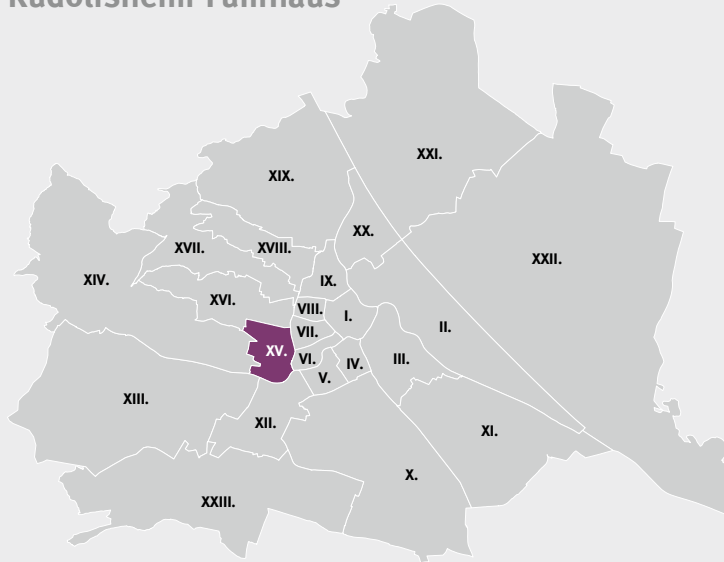 Rudolfsheim-Fünfhaus
XXI.
XIX.
XX.
XVII.
XVIII.
XXII.
IX.
XIV.
XVI.
VIII.
I.
II.
VII.
XV.
VI.
IV.
III.
V.
XIII.
XII.
XI.
X.
XXIII.